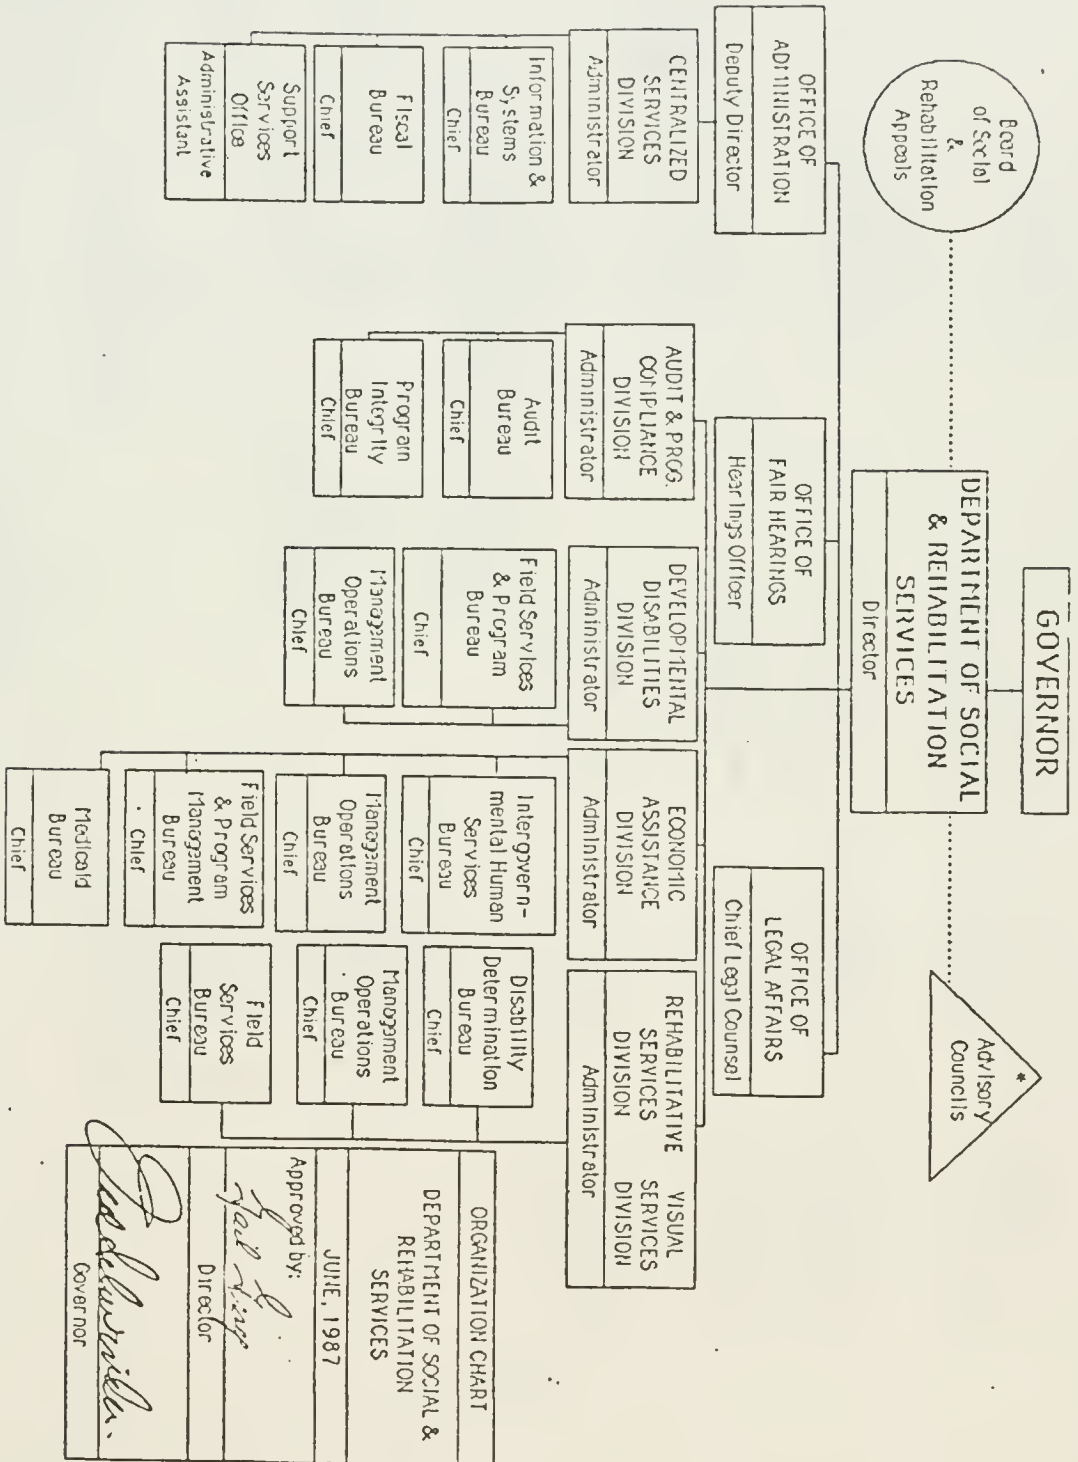 GOVERNOR
DEPARTMENT OF SOCIAL
& REHABILITATION
SERVICES
Director
Board
of Social
&
Rehabilitation
Appeals
*
Advisory
Councils
OFFICE OF
ADMINISTRATION
Deputy Director
OFFICE OF
FAIR HEARINGS
Hearings Officer
OFFICE OF
LEGAL AFFAIRS
Chief Legal Counsel
CENTRALIZED
SERVICES
DIVISION
Administrator
Information &
Systems
Bureau
Chief
Fiscal
Bureau
Chief
Support
Services
Office
Administrative
Assistant
AUDIT & PROG.
COMPLIANCE
DIVISION
Administrator
Audit
Bureau
Chief
Program
Integrity
Bureau
Chief
DEVELOPMENTAL
DISABILITIES
DIVISION
Administrator
Field Services
& Program
Bureau
Chief
Management
Operations
Bureau
Chief
ECONOMIC
ASSISTANCE
DIVISION
Administrator
Intergovern-
mental Human
Services
Bureau
Chief
Management
Operations
Bureau
Chief
Field Services
& Program
Management
Bureau
Chief
Medicaid
Bureau
Chief
REHABILITATIVE VISUAL
SERVICES SERVICES
DIVISION DIVISION
Administrator
Disability
Determination
Bureau
Chief
Management
Operations
Bureau
Chief
Field
Services
Bureau
Chief
ORGANIZATION CHART
DEPARTMENT OF SOCIAL &
REHABILITATION
SERVICES
JUNE, 1987
Approved by:
Director
Governor